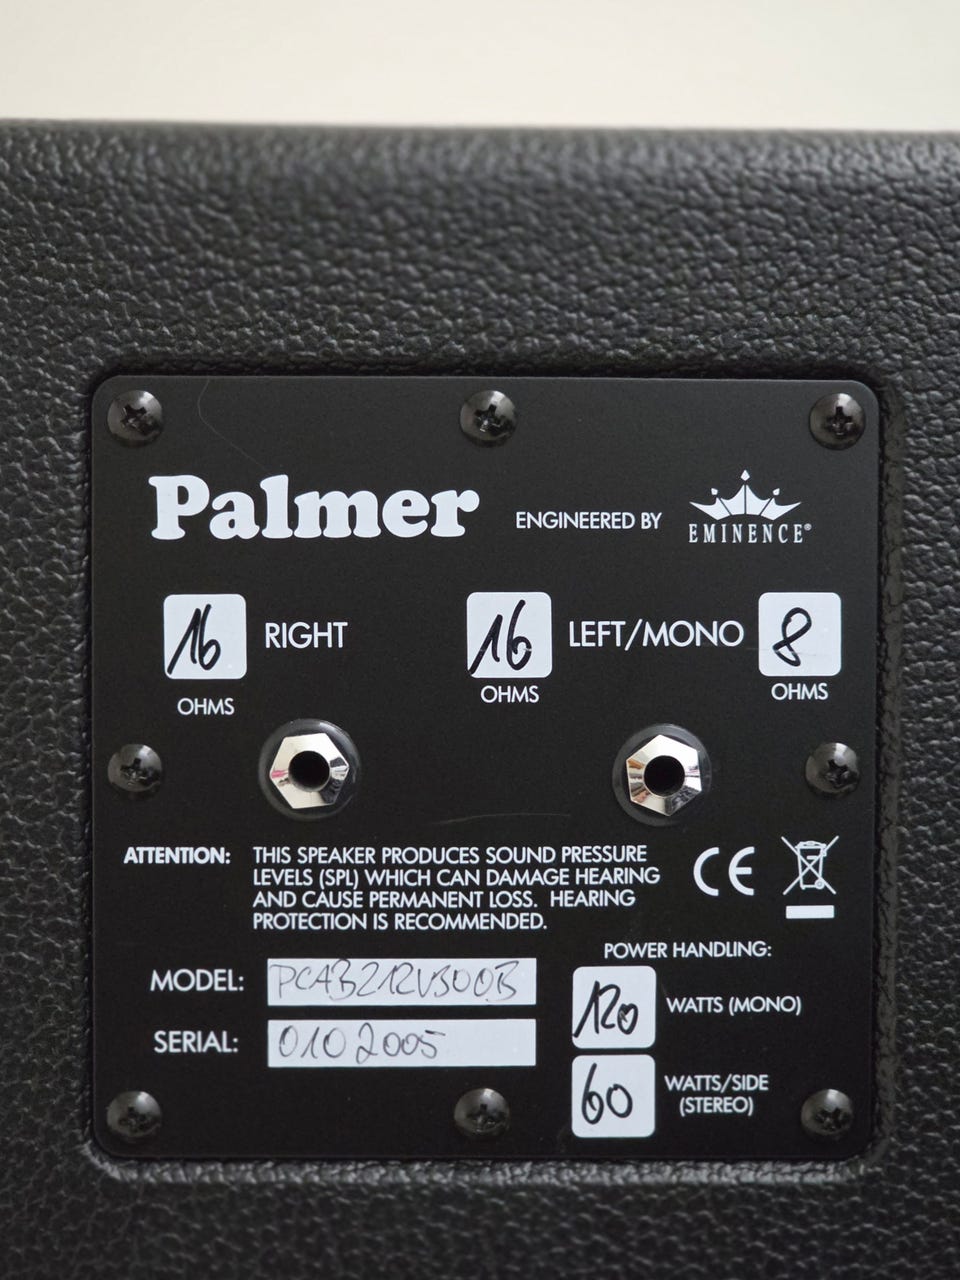 Palmer ENGINEERED BY EMINENCE®
16 RIGHT 16 LEFT/MONO 8
OHMS OHMS OHMS
ATTENTION: THIS SPEAKER PRODUCES SOUND PRESSURE
LEVELS (SPL) WHICH CAN DAMAGE HEARING
AND CAUSE PERMANENT LOSS. HEARING
PROTECTION IS RECOMMENDED.
CE
POWER HANDLING:
MODEL: PCAB212V30OB
120 WATTS (MONO)
SERIAL: 0102005
60 WATTS/SIDE
(STEREO)